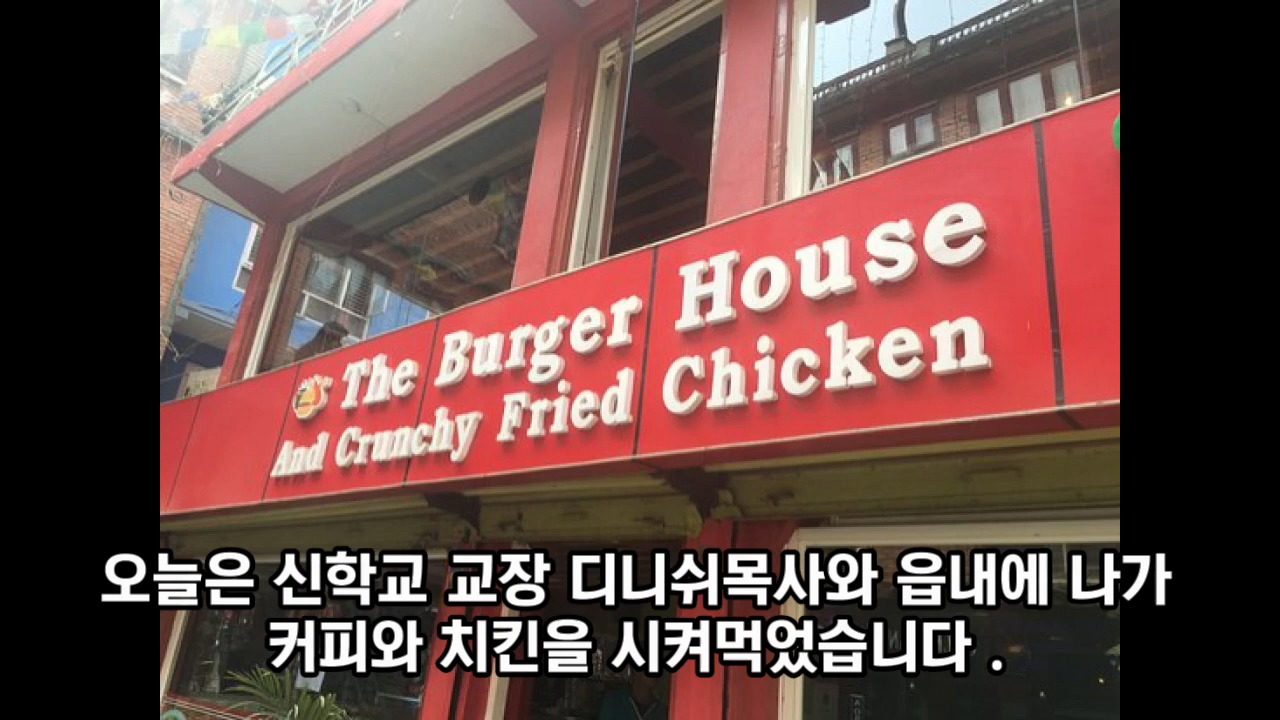 The Burger House
And Crunchy Fried Chicken
오늘은 신학교 교장 디니쉬목사와 읍내에 나가
커피와 치킨을 시켜먹었습니다 .